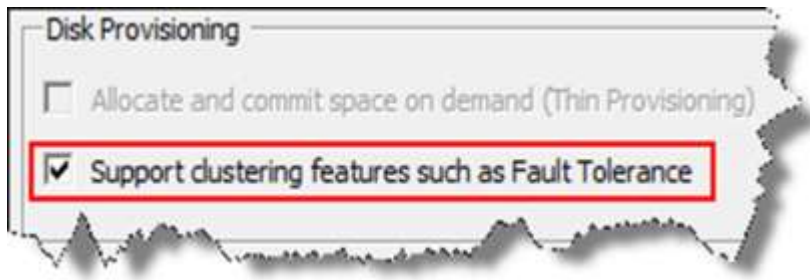 Disk Provisioning
Allocate and commit space on demand (Thin Provisioning)
Support clustering features such as Fault Tolerance